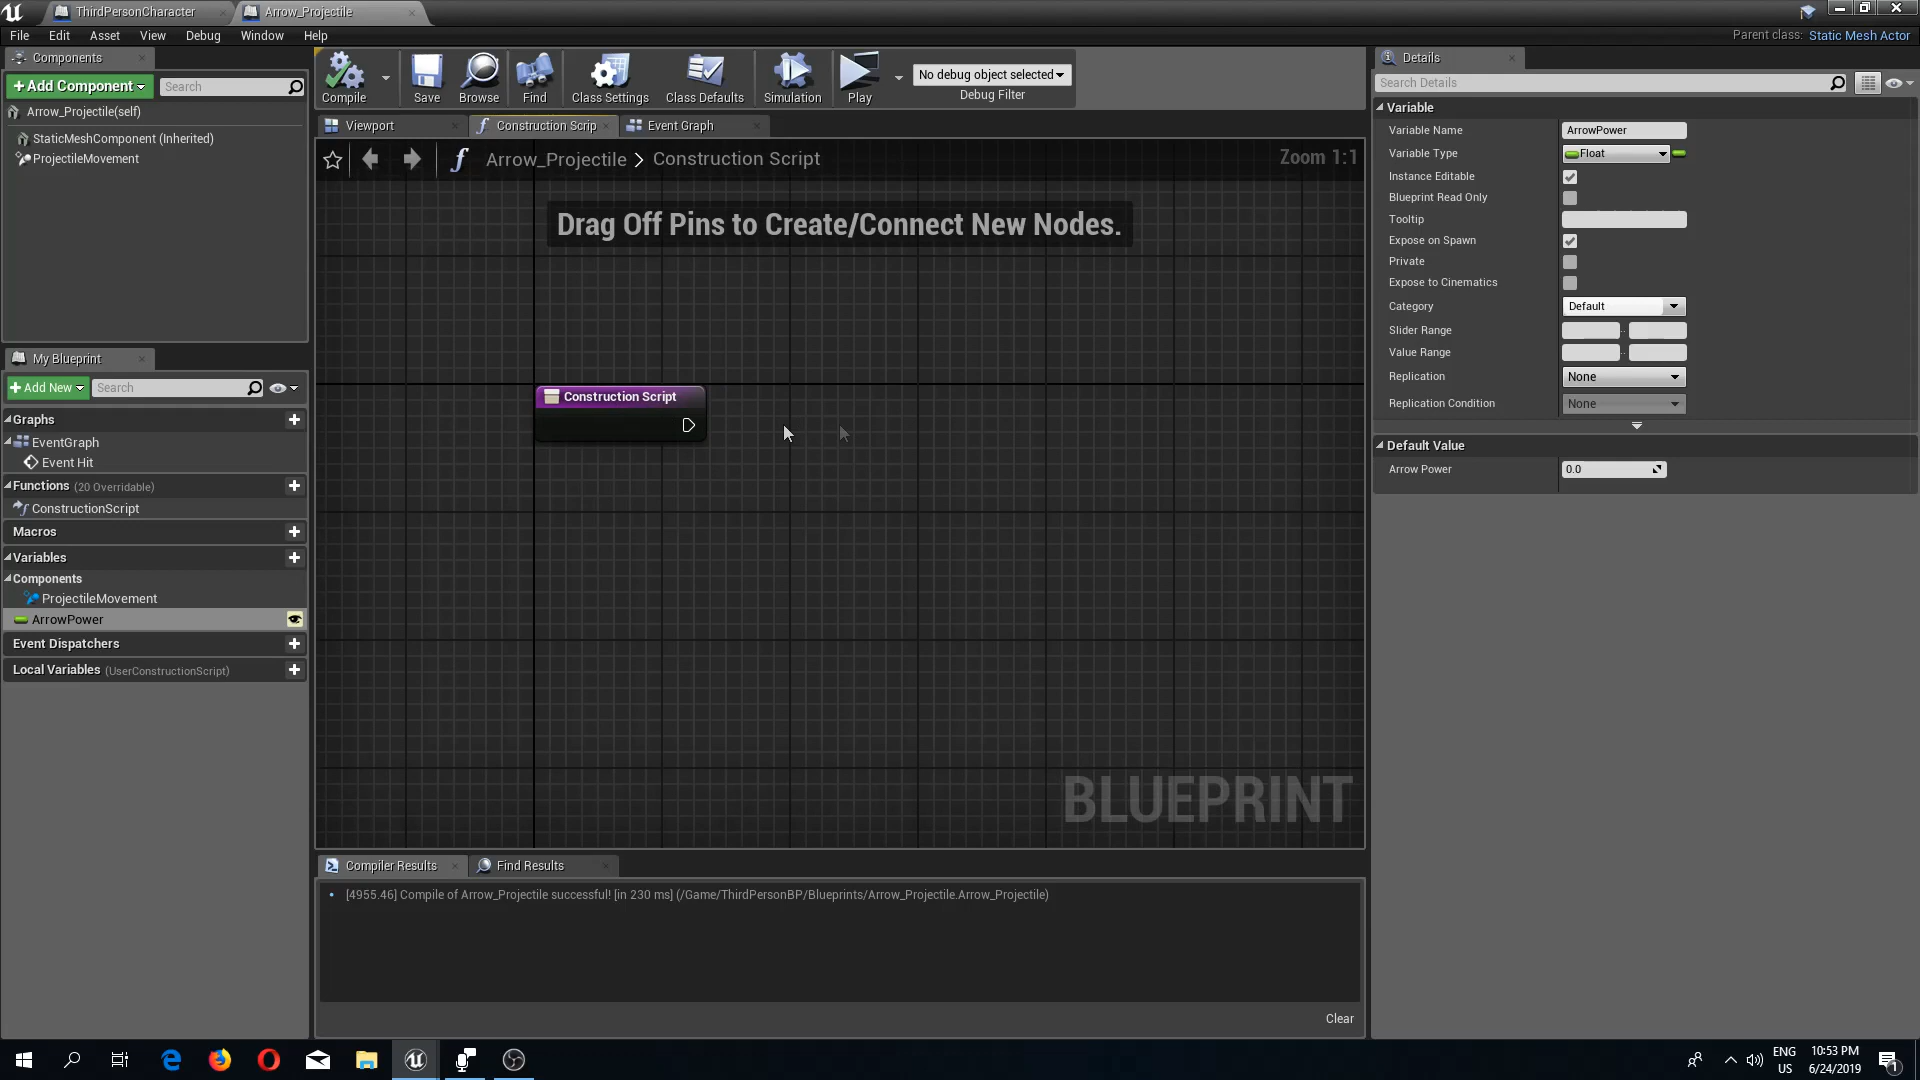 ThirdPersonCharacter
Arrow_Projectile
File Edit Asset View Debug Window Help
Parent class: Static Mesh Actor
Components
+Add Component
Search
Arrow_Projectile(self)
StaticMeshComponent (Inherited)
ProjectileMovement
My Blueprint
+Add New
Search
Graphs
EventGraph
Event Hit
Functions (20 Overridable)
ConstructionScript
Macros
Variables
Components
ProjectileMovement
ArrowPower
Event Dispatchers
Local Variables (UserConstructionScript)
Compile
Save
Browse
Find
Class Settings
Class Defaults
Simulation
Play
No debug object selected
Debug Filter
Viewport
Construction Scrip
Event Graph
Arrow_Projectile > Construction Script
Zoom 1:1
Drag Off Pins to Create/Connect New Nodes.
Construction Script
BLUEPRINT
Compiler Results
Find Results
[4955.46] Compile of Arrow_Projectile successful! [in 230 ms] (/Game/ThirdPersonBP/Blueprints/Arrow_Projectile.Arrow_Projectile)
Clear
Details
Search Details
Variable
Variable Name ArrowPower
Variable Type Float
Instance Editable
Blueprint Read Only
Tooltip
Expose on Spawn
Private
Expose to Cinematics
Category Default
Slider Range
Value Range
Replication None
Replication Condition None
Default Value
Arrow Power 0.0
ENG
US
10:53 PM
6/24/2019
1